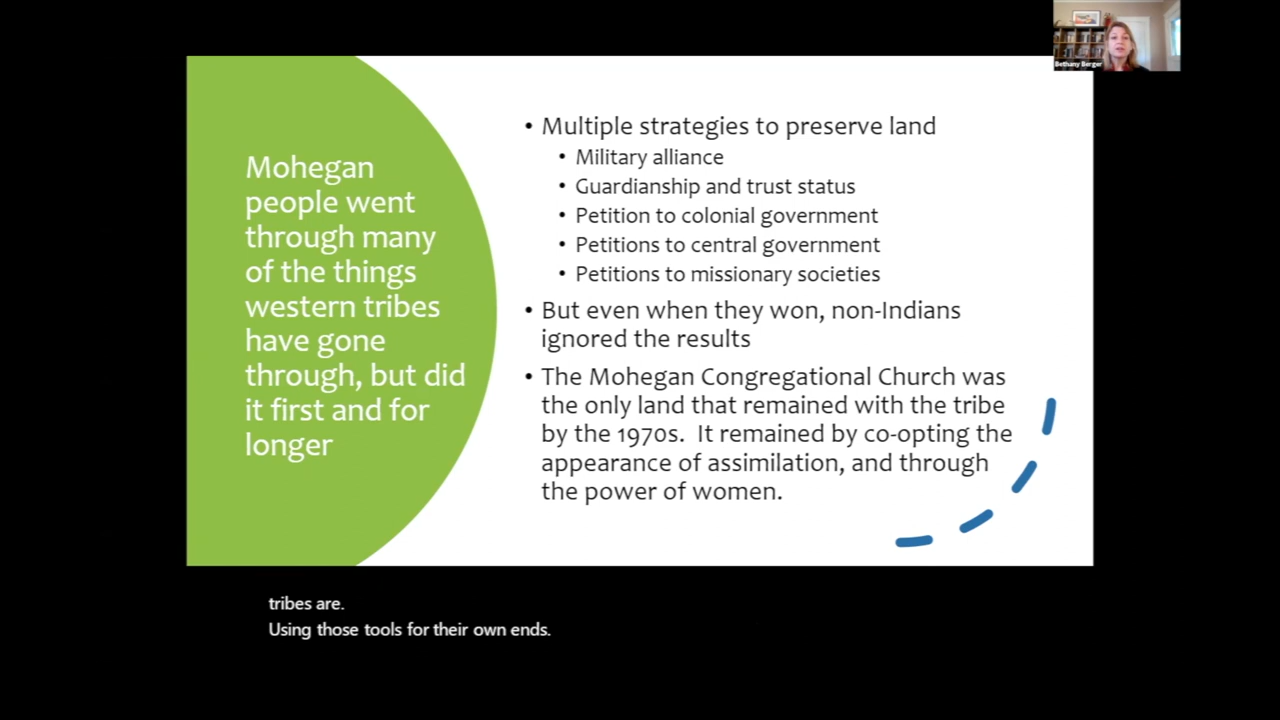 Bethany Berger
Mohegan
people went
through many
of the things
western tribes
have gone
through, but did
it first and for
longer
• Multiple strategies to preserve land
• Military alliance
• Guardianship and trust status
• Petition to colonial government
• Petitions to central government
• Petitions to missionary societies
• But even when they won, non-Indians
ignored the results
• The Mohegan Congregational Church was
the only land that remained with the tribe
by the 1970s.  It remained by co-opting the
appearance of assimilation, and through
the power of women.
tribes are.
Using those tools for their own ends.